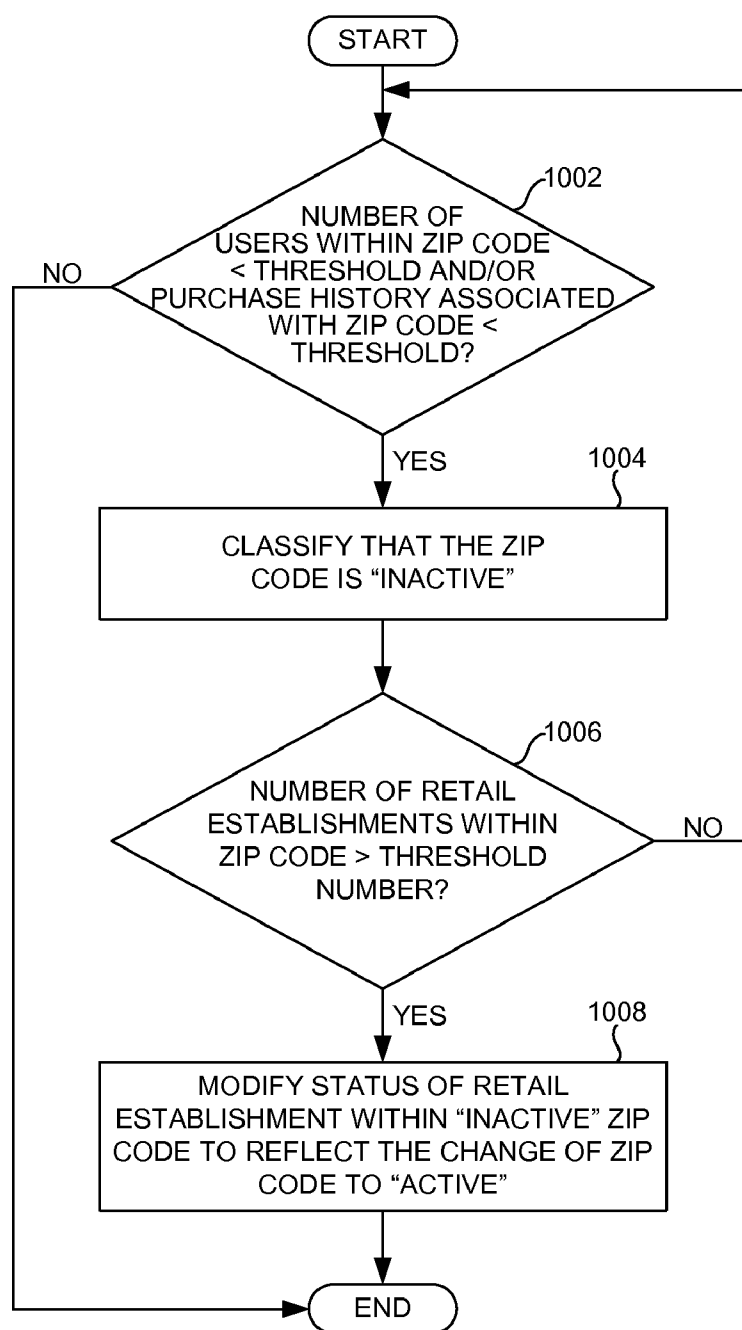 START
1002
NUMBER OF
USERS WITHIN ZIP CODE
< THRESHOLD AND/OR
PURCHASE HISTORY ASSOCIATED
WITH ZIP CODE <
THRESHOLD?
NO
YES
1004
CLASSIFY THAT THE ZIP
CODE IS “INACTIVE”
1006
NUMBER OF RETAIL
ESTABLISHMENTS WITHIN
ZIP CODE > THRESHOLD
NUMBER?
NO
YES
1008
MODIFY STATUS OF RETAIL
ESTABLISHMENT WITHIN “INACTIVE” ZIP
CODE TO REFLECT THE CHANGE OF ZIP
CODE TO “ACTIVE”
END